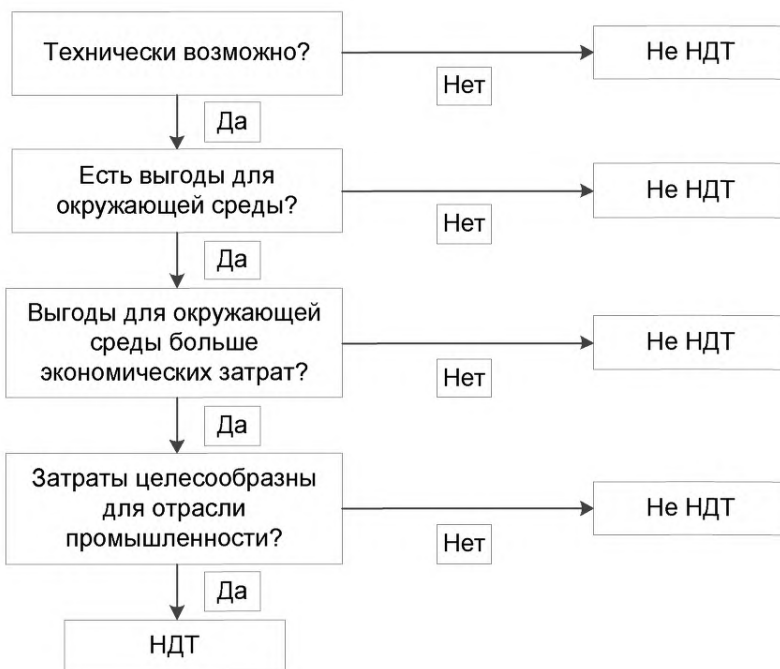 Технически возможно?
Не НДТ
Нет
Да
Есть выгоды для
окружающей среды?
Не НДТ
Нет
Да
Выгоды для окружающей
среды больше
экономических затрат?
Не НДТ
Нет
Да
Затраты целесообразны
для отрасли
промышленности?
Не НДТ
Нет
Да
НДТ